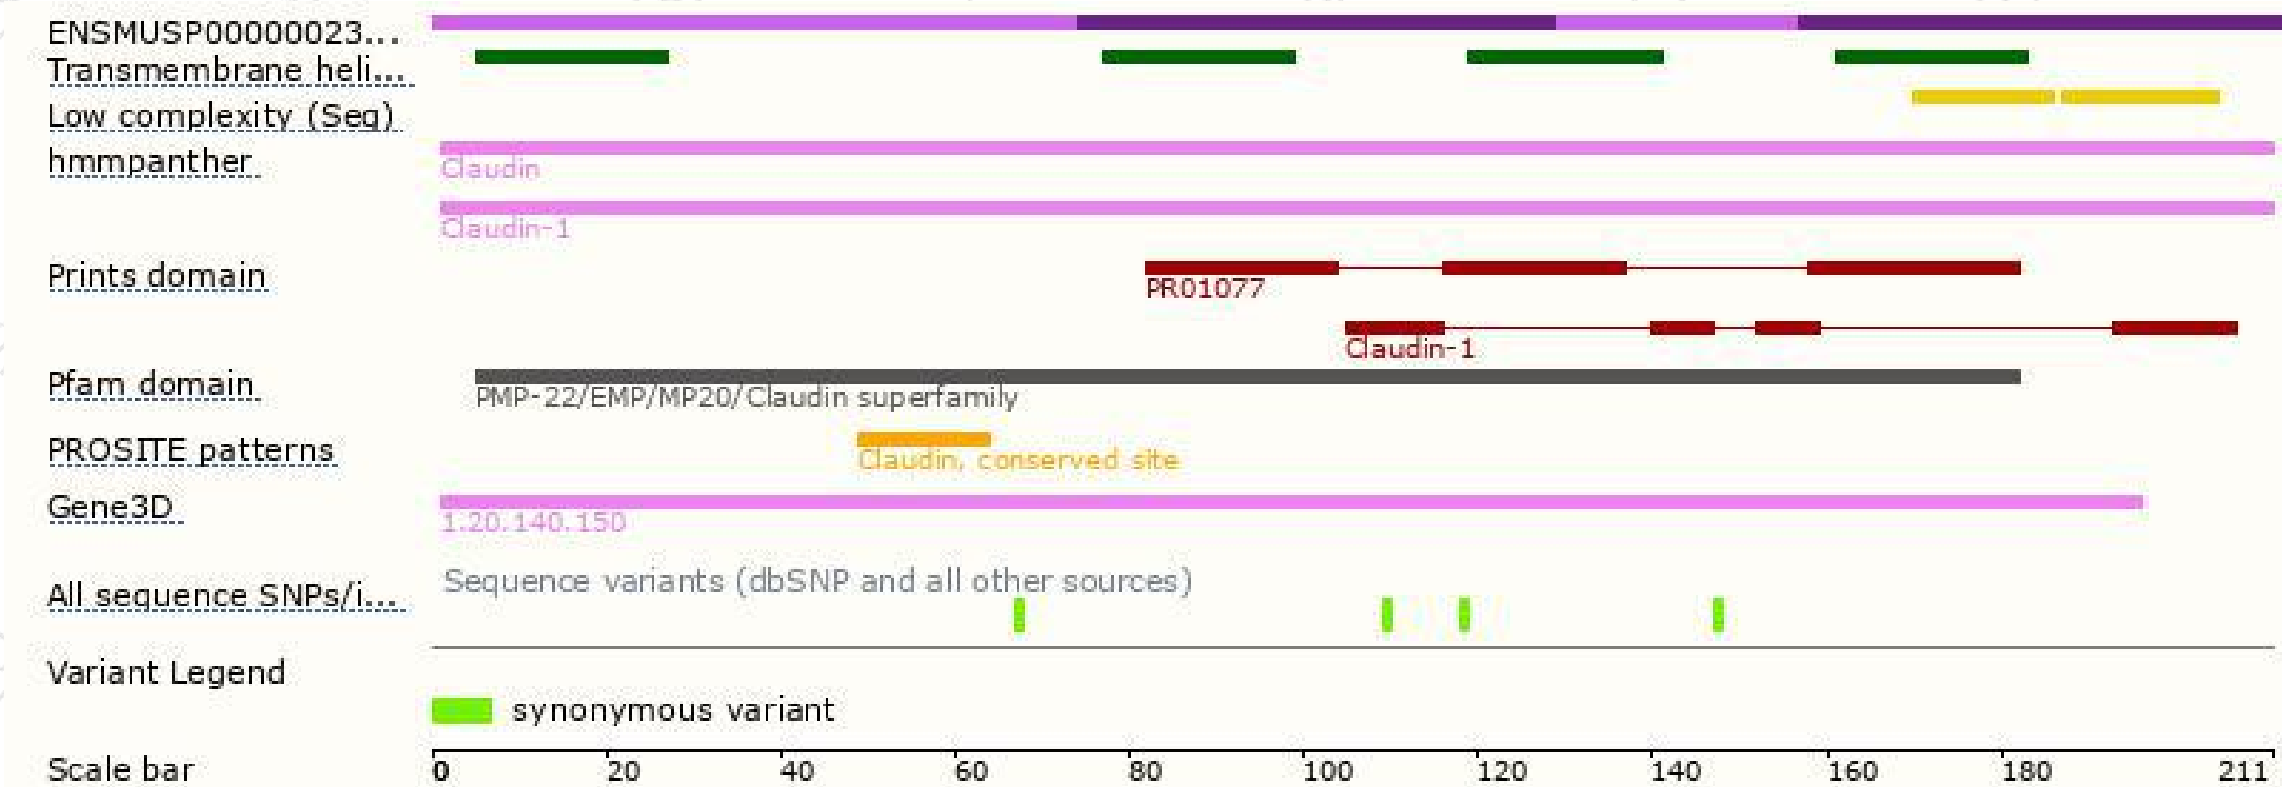 ENSMUSP00000023...
Transmembrane heli...
Low complexity (Seg)
hmmpanther
Claudin
Claudin-1
Prints domain
PR01077
Claudin-1
Pfam domain
PMP-22/EMP/MP20/Claudin superfamily
PROSITE patterns
Claudin, conserved site
Gene3D
1.20.140.150
All sequence SNPs/i...
Sequence variants (dbSNP and all other sources)
Variant Legend
synonymous variant
Scale bar
0 20 40 60 80 100 120 140 160 180 211